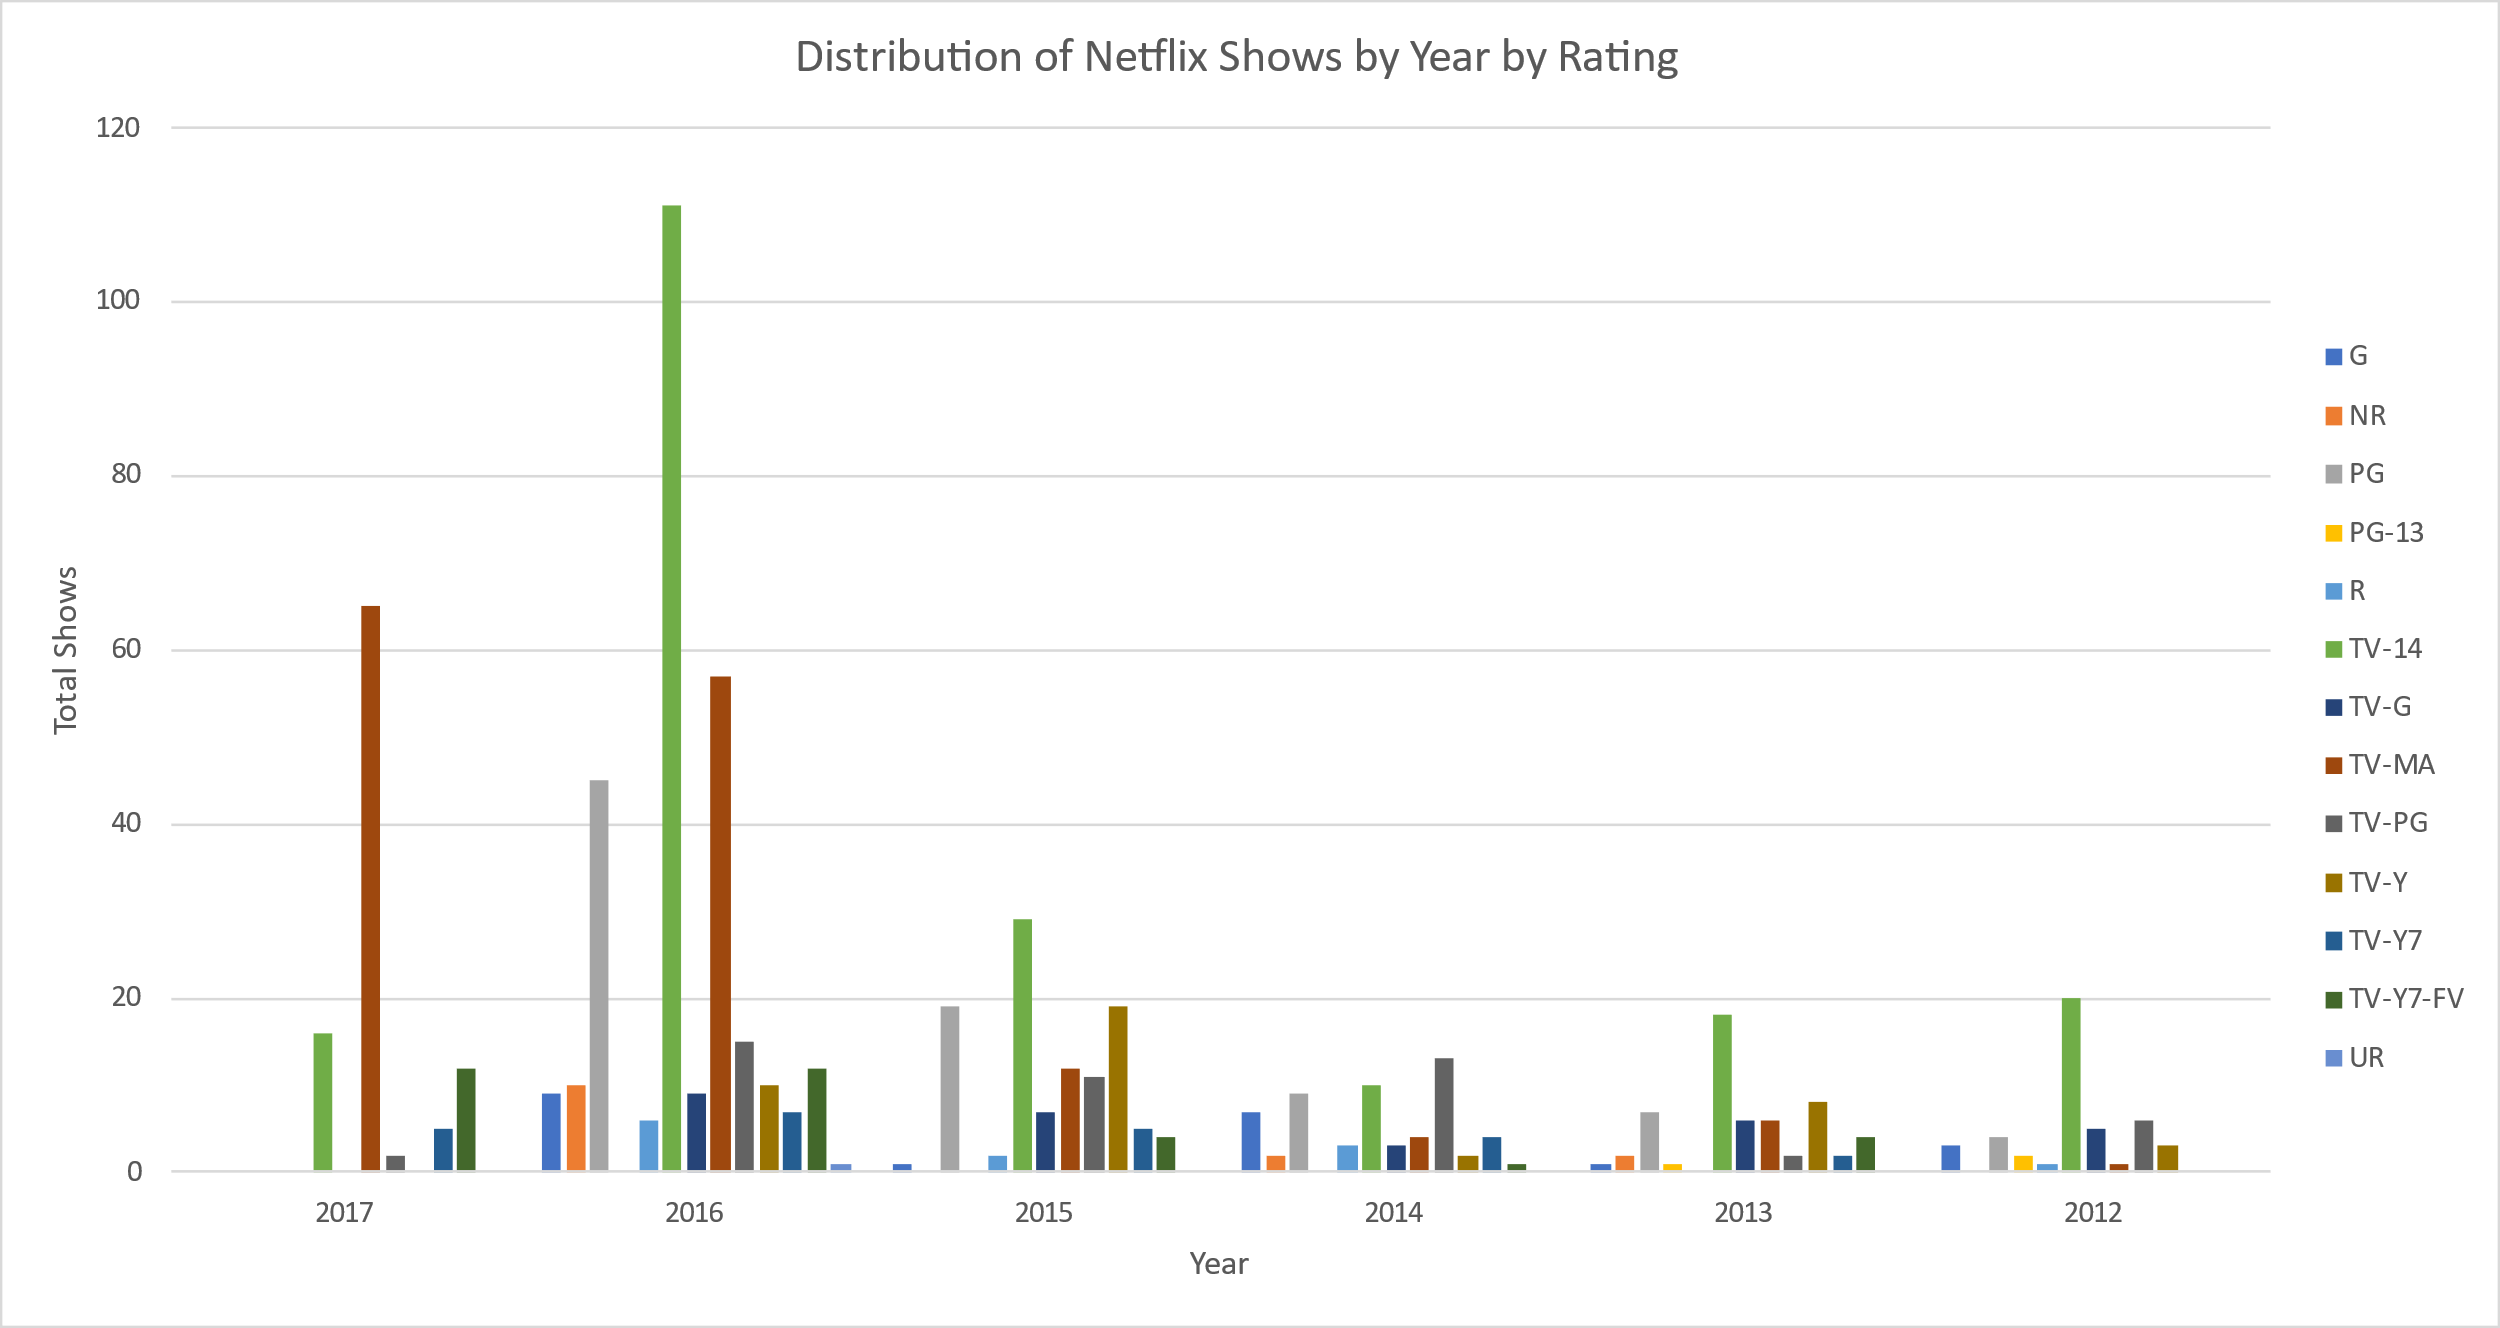 Distribution of Netflix Shows by Year by Rating
120
100
80
60
40
20
0
Total Shows
2017 2016 2015 2014 2013 2012
Year
G
NR
PG
PG-13
R
TV-14
TV-G
TV-MA
TV-PG
TV-Y
TV-Y7
TV-Y7-FV
UR